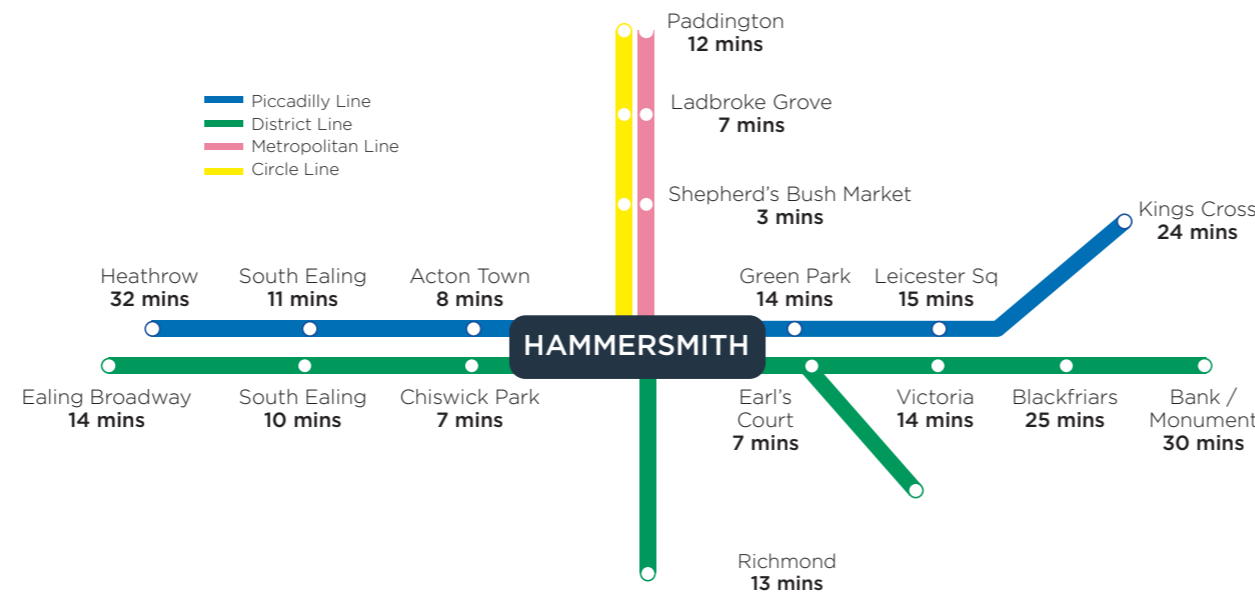 Paddington
12 mins
Piccadilly Line
District Line
Metropolitan Line
Circle Line
Ladbroke Grove
7 mins
Shepherd's Bush Market
3 mins
Kings Cross
24 mins
Heathrow
32 mins
South Ealing
11 mins
Acton Town
8 mins
Green Park
14 mins
Leicester Sq
15 mins
HAMMERSMITH
Ealing Broadway
14 mins
South Ealing
10 mins
Chiswick Park
7 mins
Earl's
Court
7 mins
Victoria
14 mins
Blackfriars
25 mins
Bank /
Monument
30 mins
Richmond
13 mins